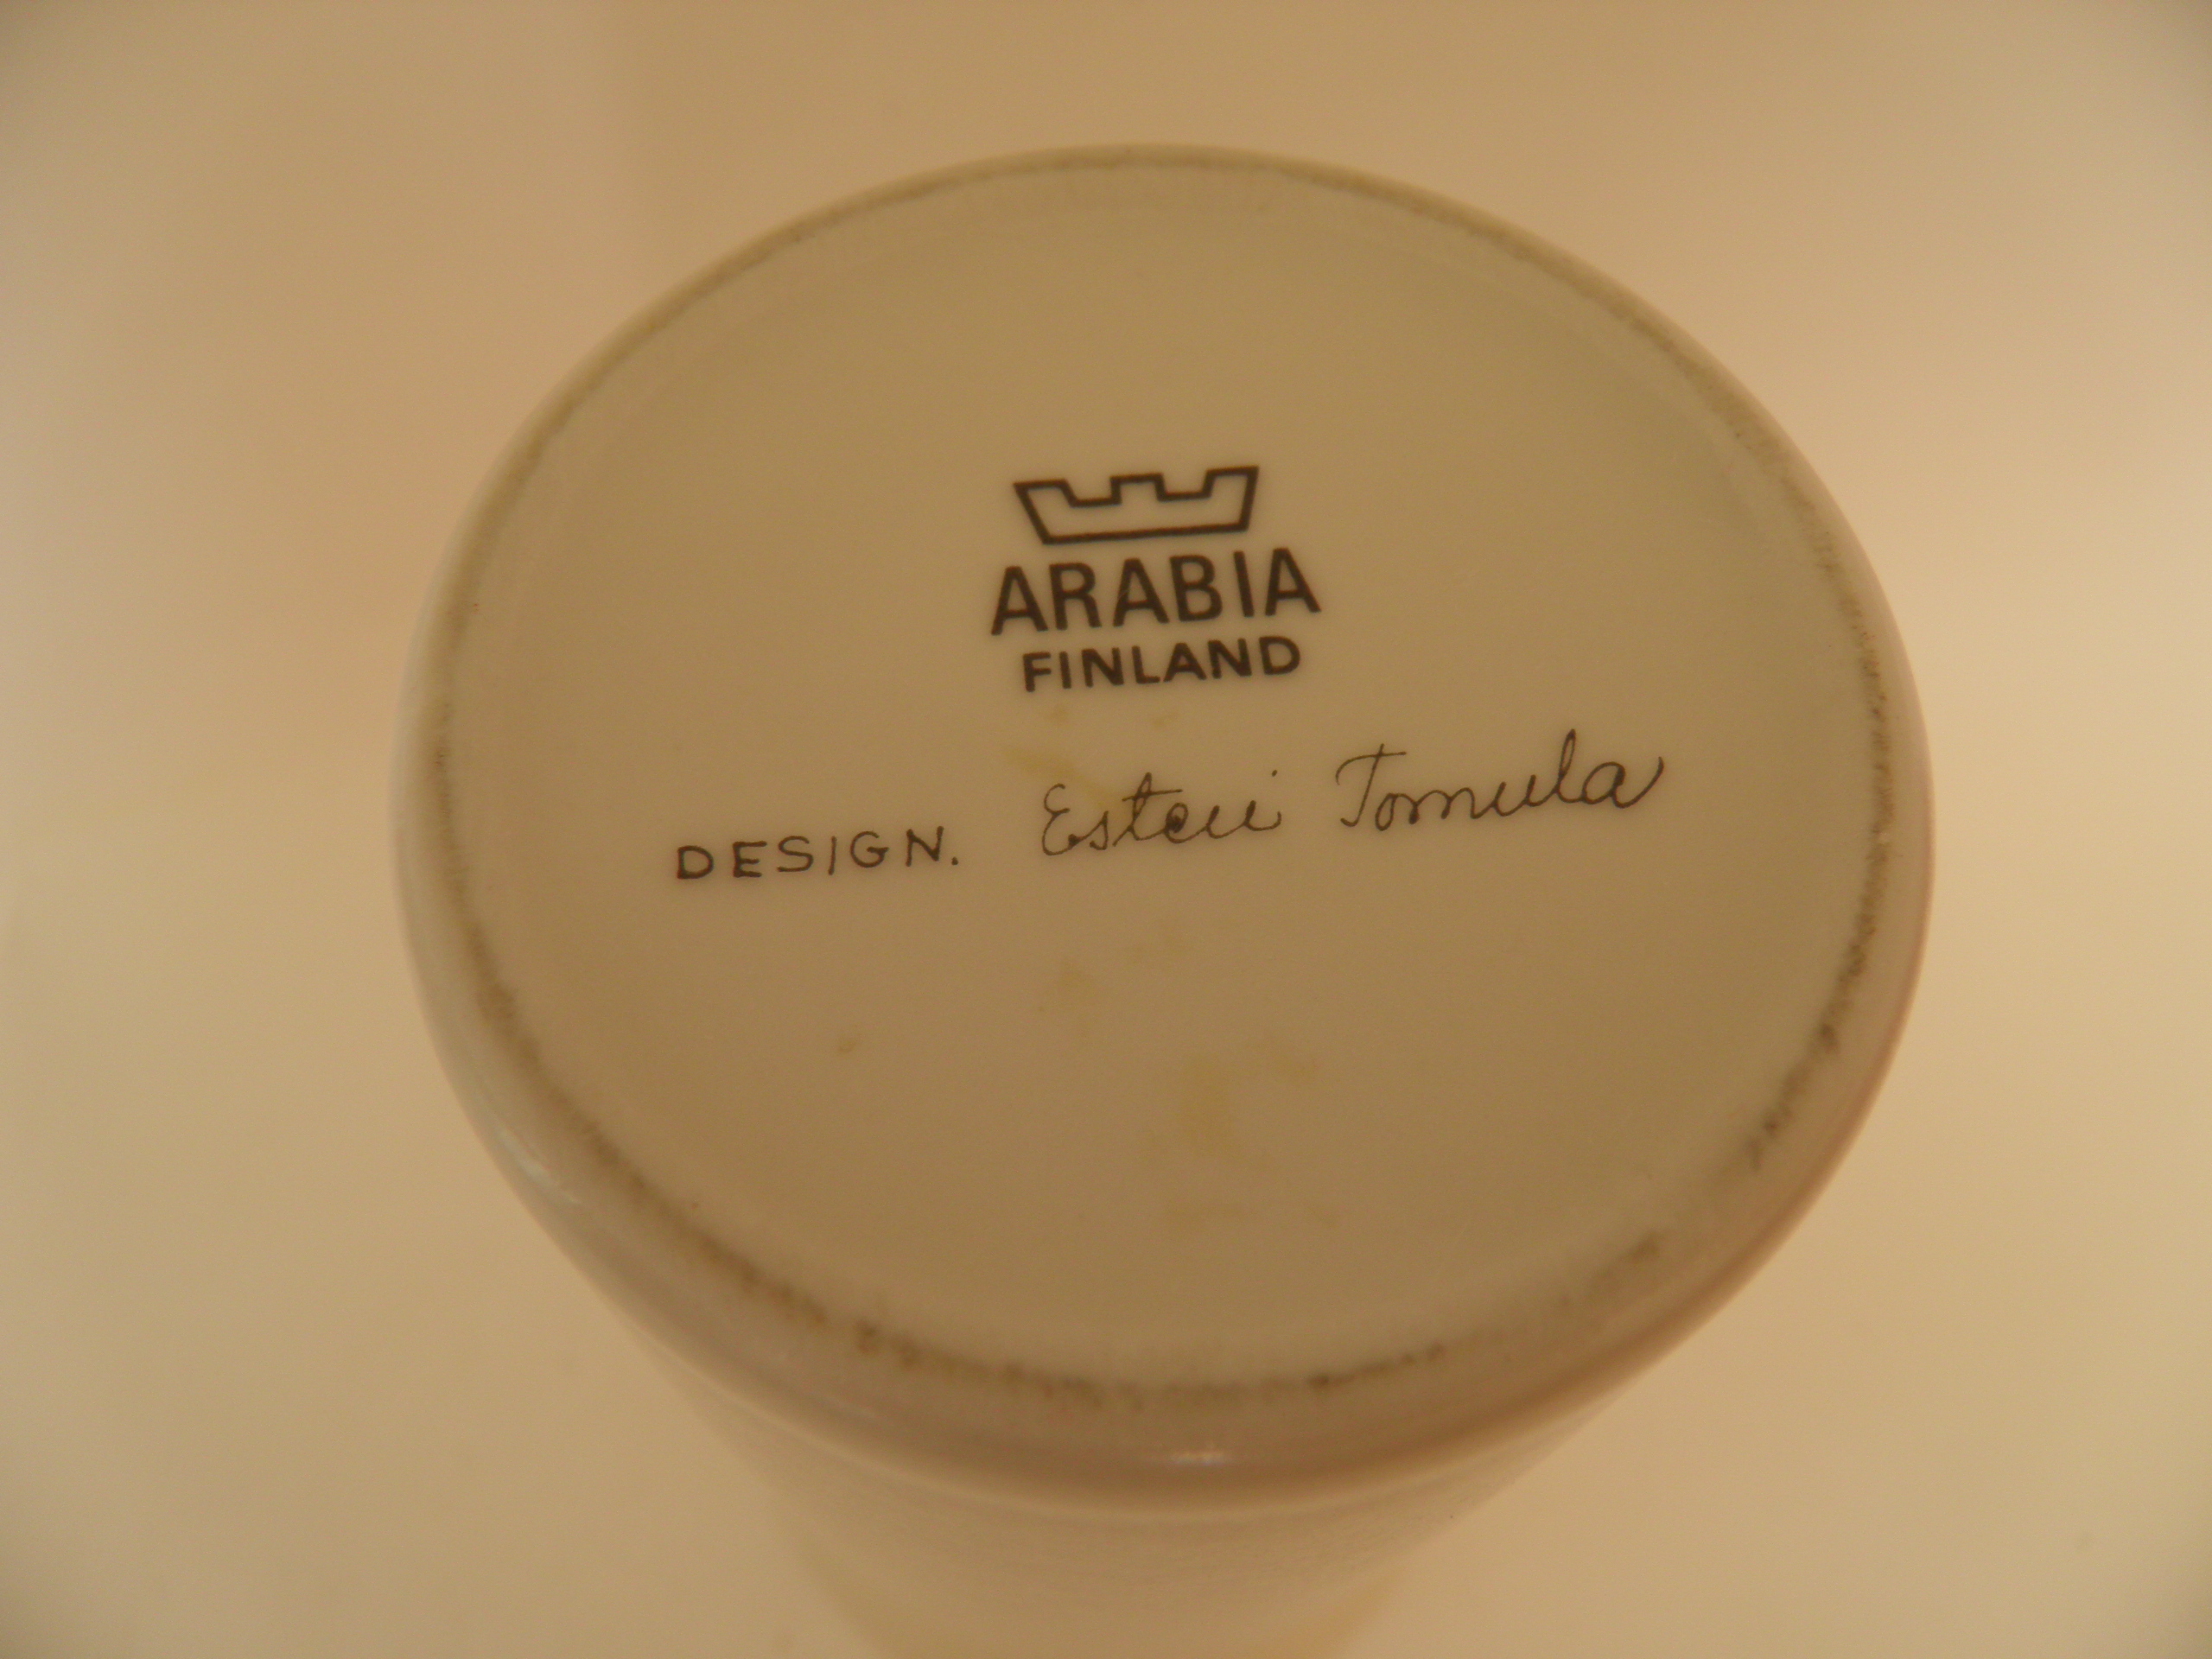 ARABIA
FINLAND
DESIGN. Esteri Tomula